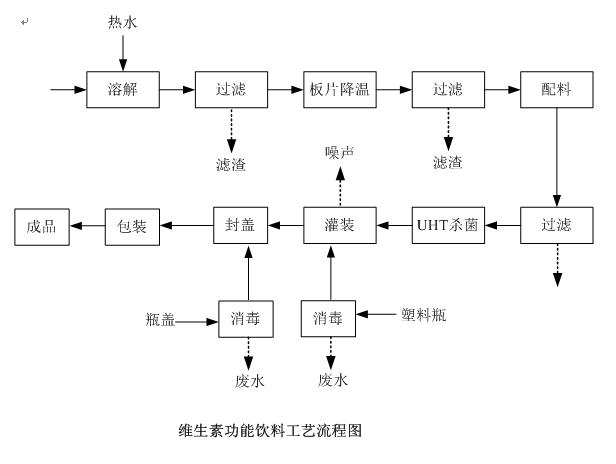 热水
溶解
过滤
板片降温
过滤
配料
滤渣
噪声
滤渣
成品
包装
封盖
灌装
UHT杀菌
过滤
瓶盖
消毒
消毒
塑料瓶
废水
废水
维生素功能饮料工艺流程图